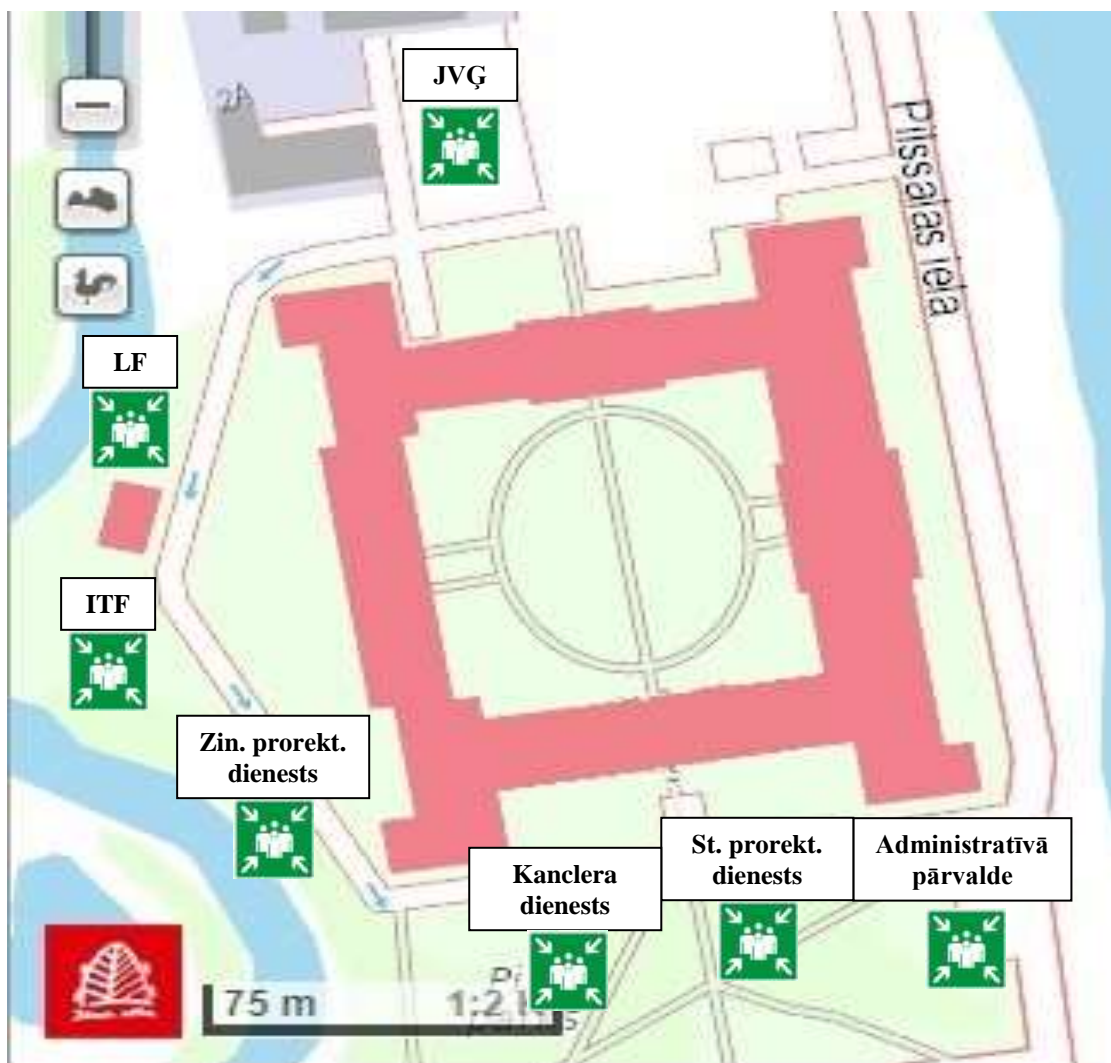 JVĢ
2A
Pilssalas iela
LF
ITF
Zin. prorekt.
dienests
St. prorekt.
dienests
Administratīvā
pārvalde
Kanclera
dienests
75 m